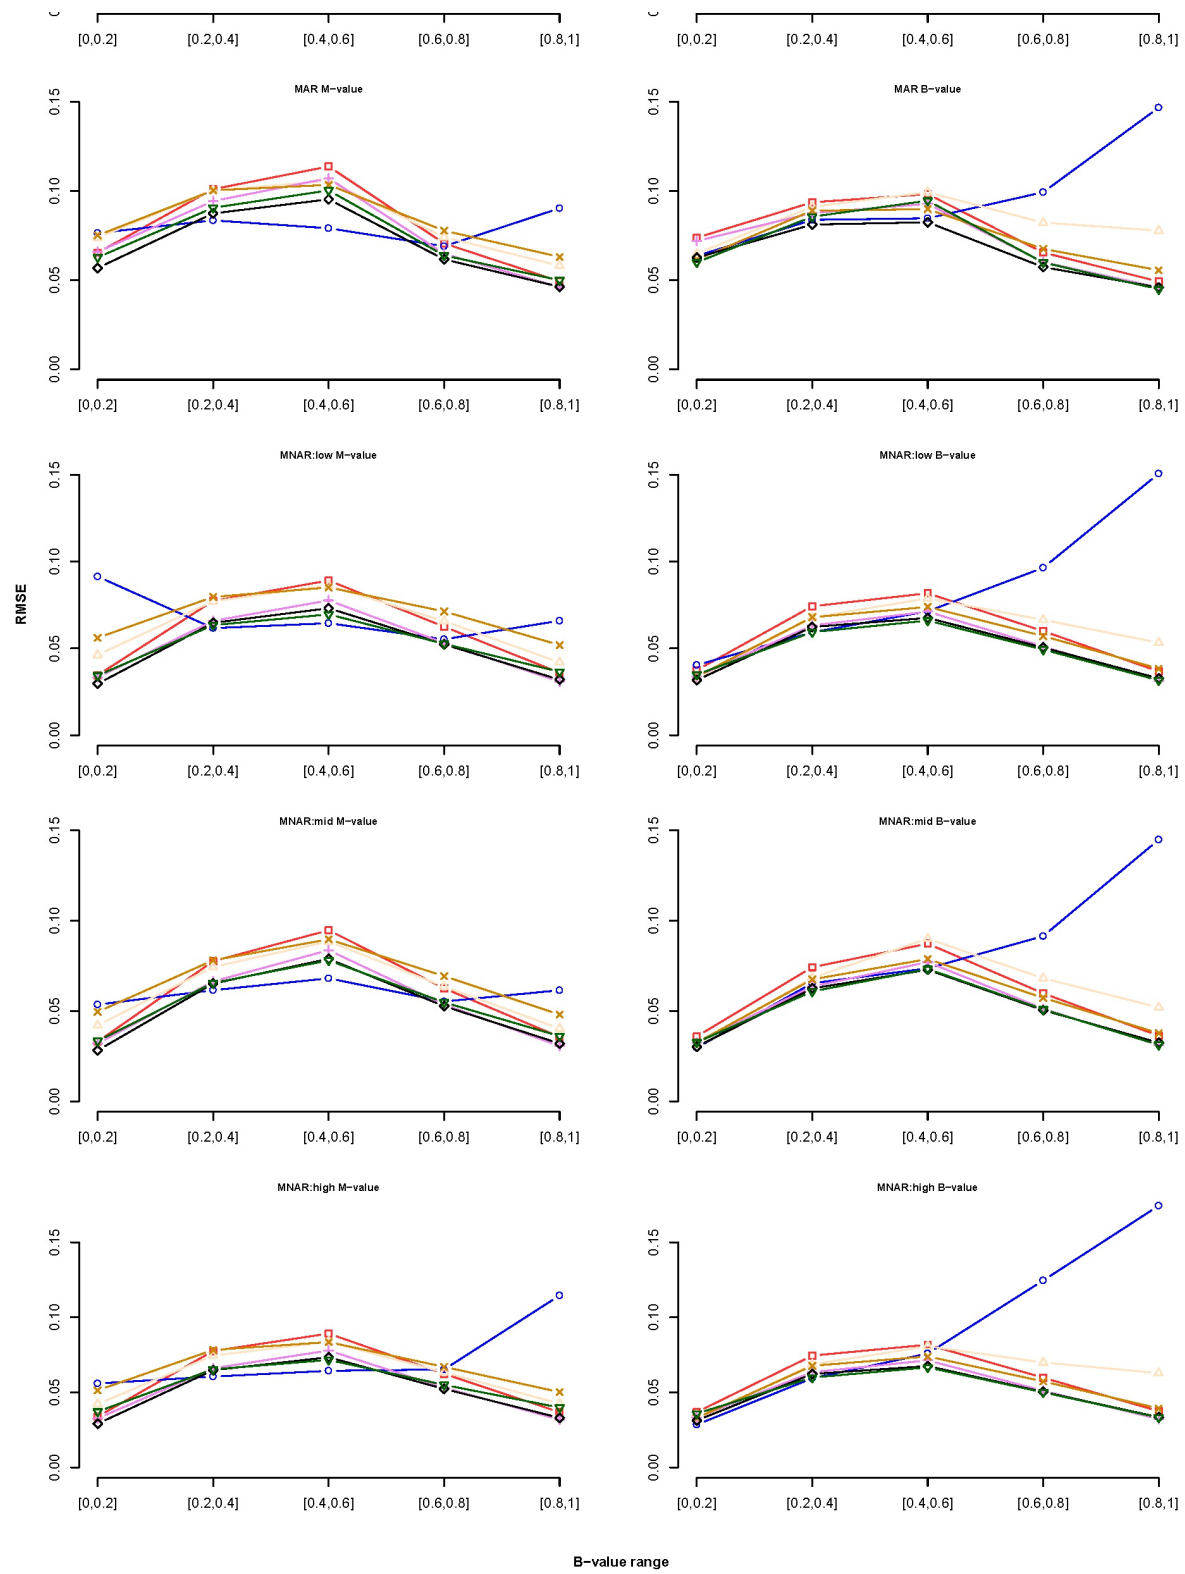 [0,0.2] [0.2,0.4] [0.4,0.6] [0.6,0.8] [0.8,1] [0,0.2] [0.2,0.4] [0.4,0.6] [0.6,0.8] [0.8,1]
MAR M−value
0.15
0.10
0.05
0.00
[0,0.2] [0.2,0.4] [0.4,0.6] [0.6,0.8] [0.8,1]
MAR B−value
0.15
0.10
0.05
0.00
[0,0.2] [0.2,0.4] [0.4,0.6] [0.6,0.8] [0.8,1]
RMSE
MNAR:low M−value
0.15
0.10
0.05
0.00
[0,0.2] [0.2,0.4] [0.4,0.6] [0.6,0.8] [0.8,1]
MNAR:low B−value
0.15
0.10
0.05
0.00
[0,0.2] [0.2,0.4] [0.4,0.6] [0.6,0.8] [0.8,1]
MNAR:mid M−value
0.15
0.10
0.05
0.00
[0,0.2] [0.2,0.4] [0.4,0.6] [0.6,0.8] [0.8,1]
MNAR:mid B−value
0.15
0.10
0.05
0.00
[0,0.2] [0.2,0.4] [0.4,0.6] [0.6,0.8] [0.8,1]
MNAR:high M−value
0.15
0.10
0.05
0.00
[0,0.2] [0.2,0.4] [0.4,0.6] [0.6,0.8] [0.8,1]
MNAR:high B−value
0.15
0.10
0.05
0.00
[0,0.2] [0.2,0.4] [0.4,0.6] [0.6,0.8] [0.8,1]
B−value range